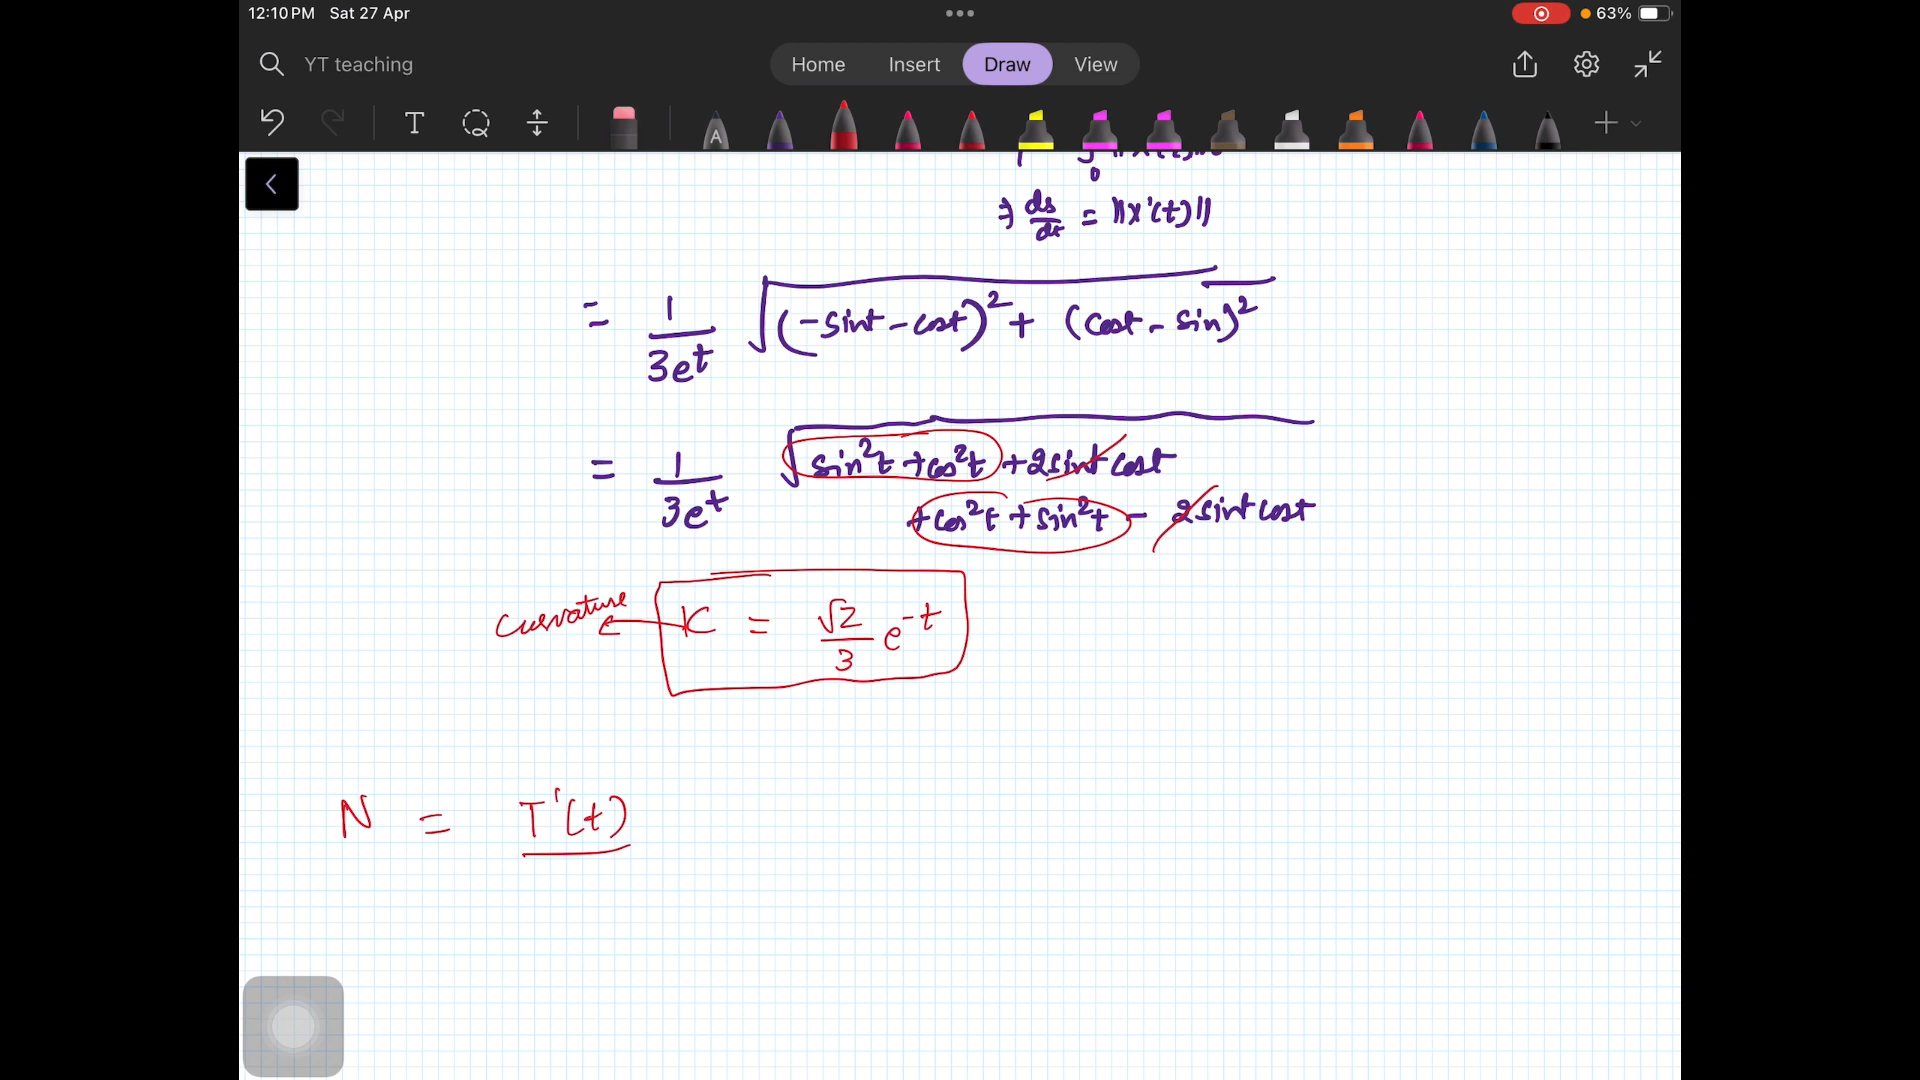 12:10 PM Sat 27 Apr
63%
YT teaching
Home Insert Draw View
T A
0
⇒ ds/dt = ||x'(t)||
= 1/3e^t √(-sint - cost)² + (cost - sin)²
= 1/3e^t √sin²t + cos²t + 2sint cost
+ cos²t + sin²t - 2sint cost
curvature K = √2/3 e^-t
N = T'(t)